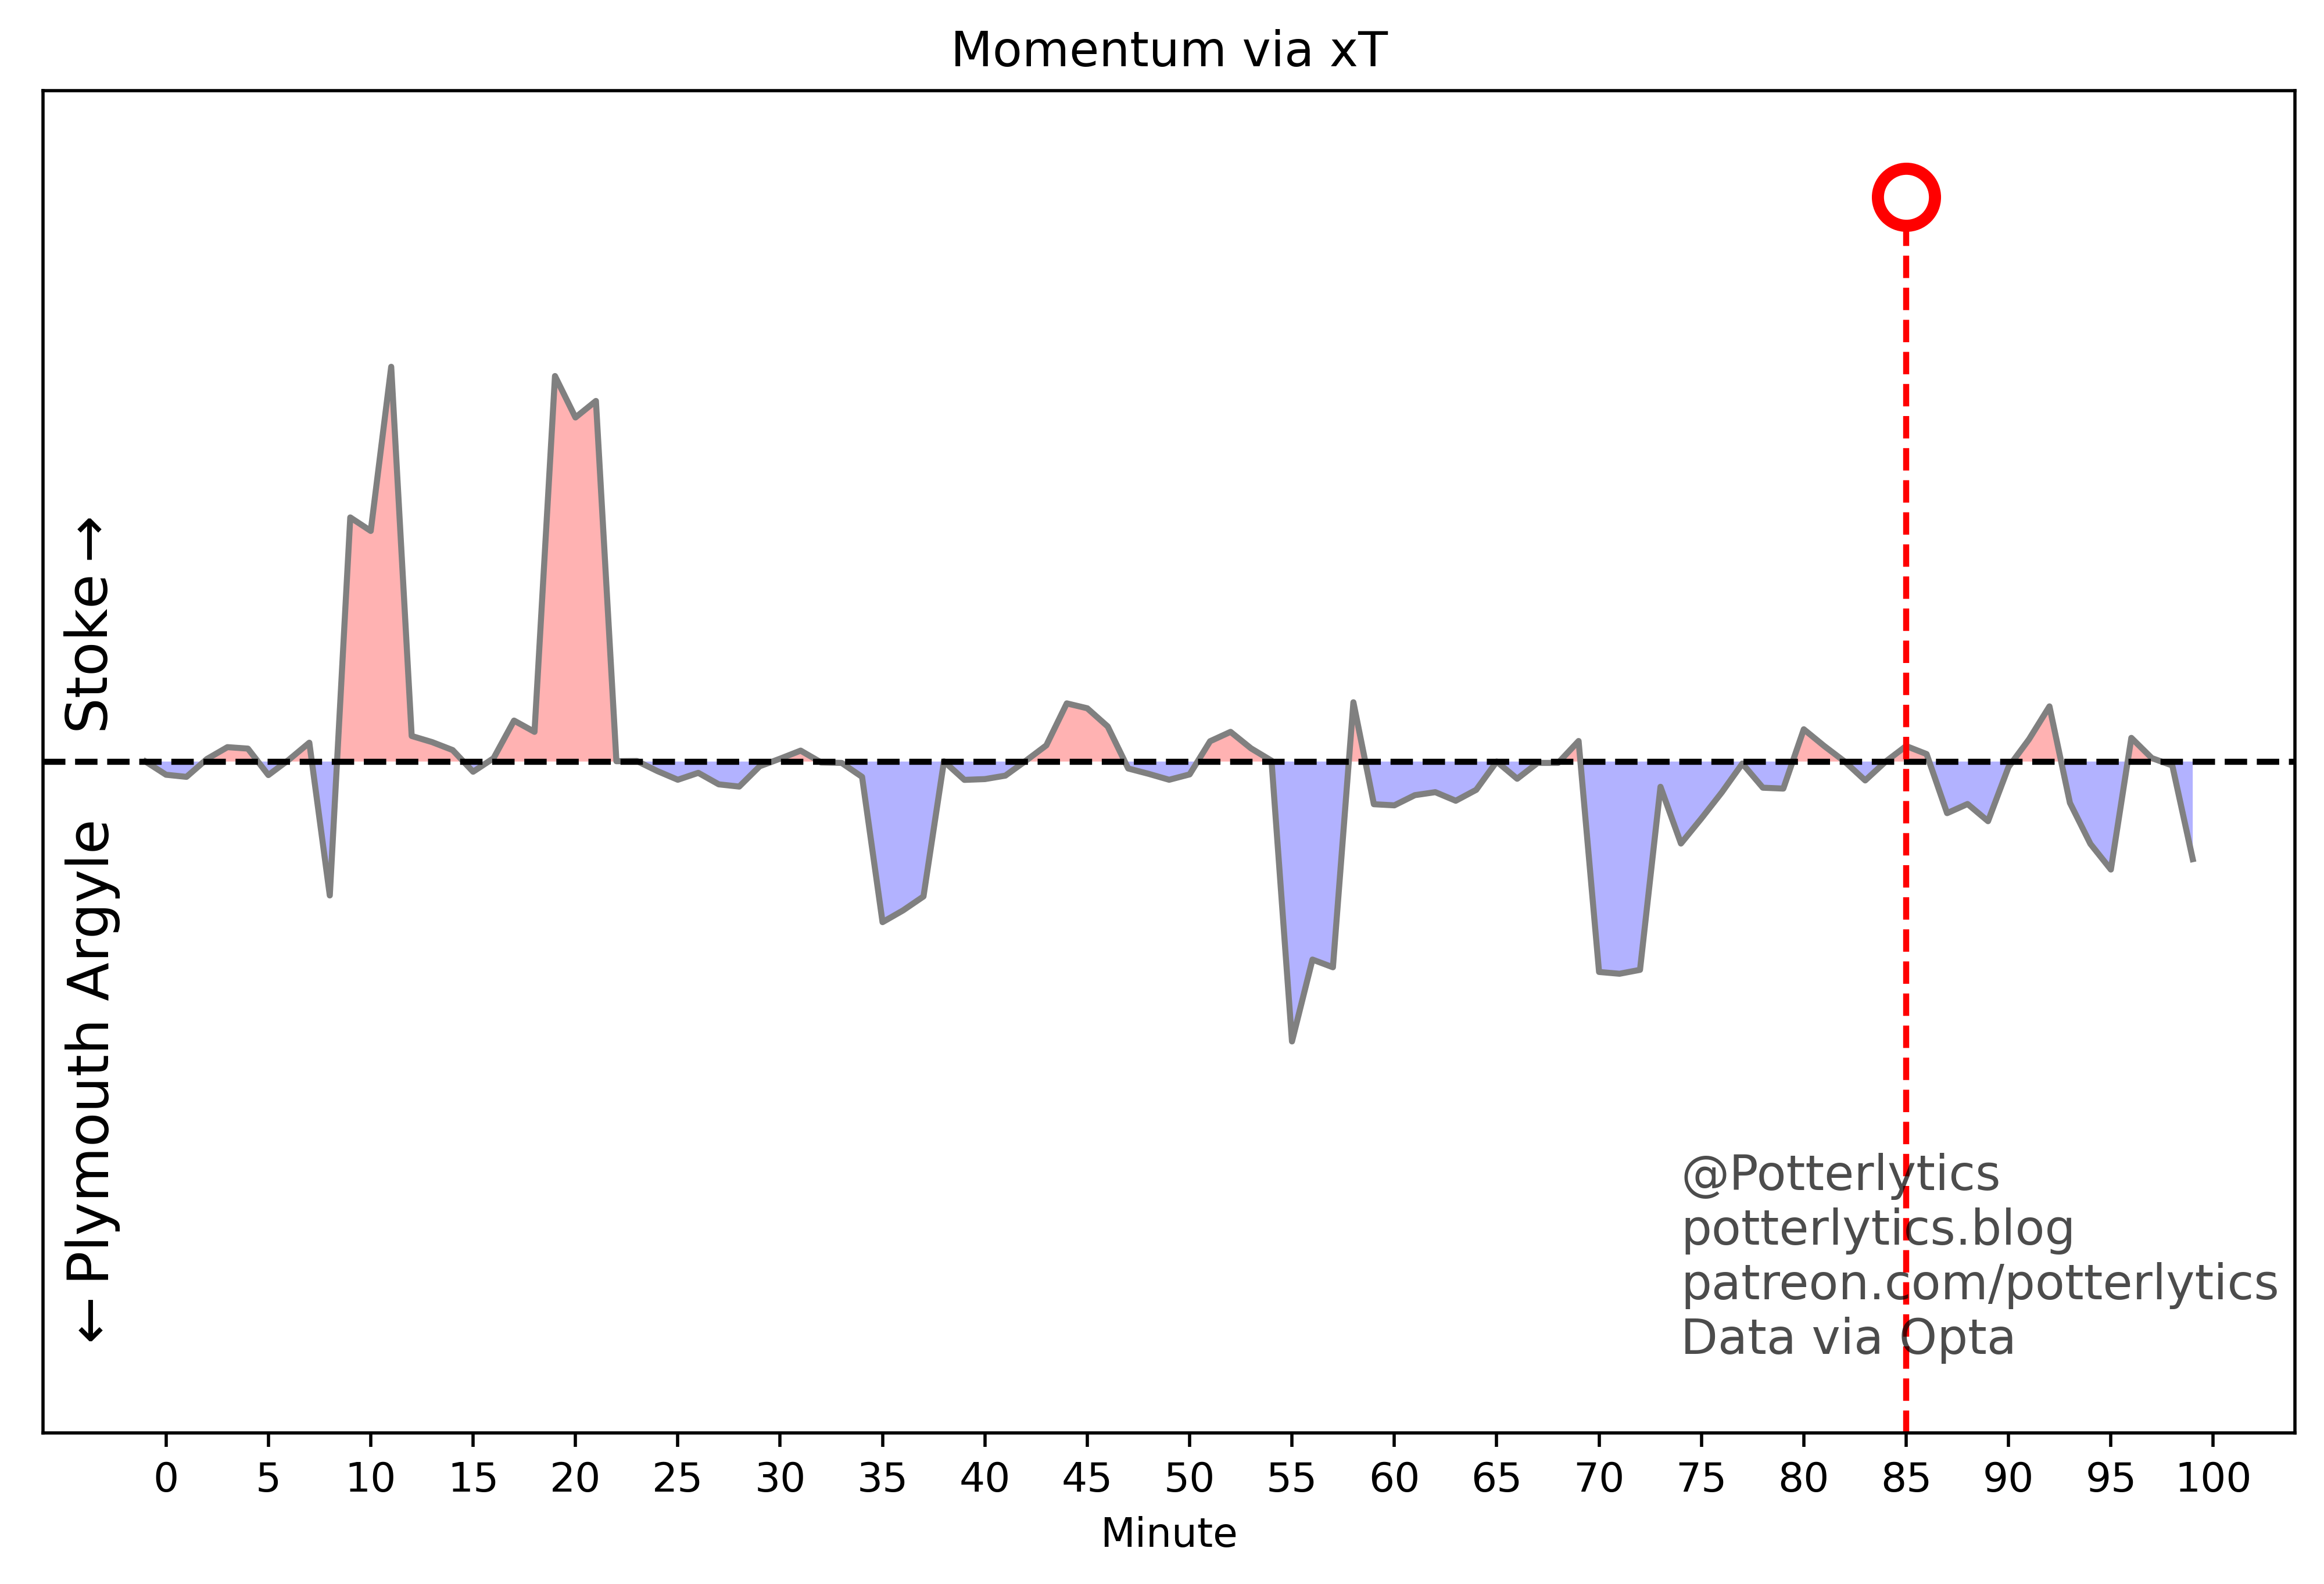 Momentum via xT
Stoke →
← Plymouth Argyle
@Potterlytics
potterlytics.blog
patreon.com/potterlytics
Data via Opta
0 5 10 15 20 25 30 35 40 45 50 55 60 65 70 75 80 85 90 95 100
Minute